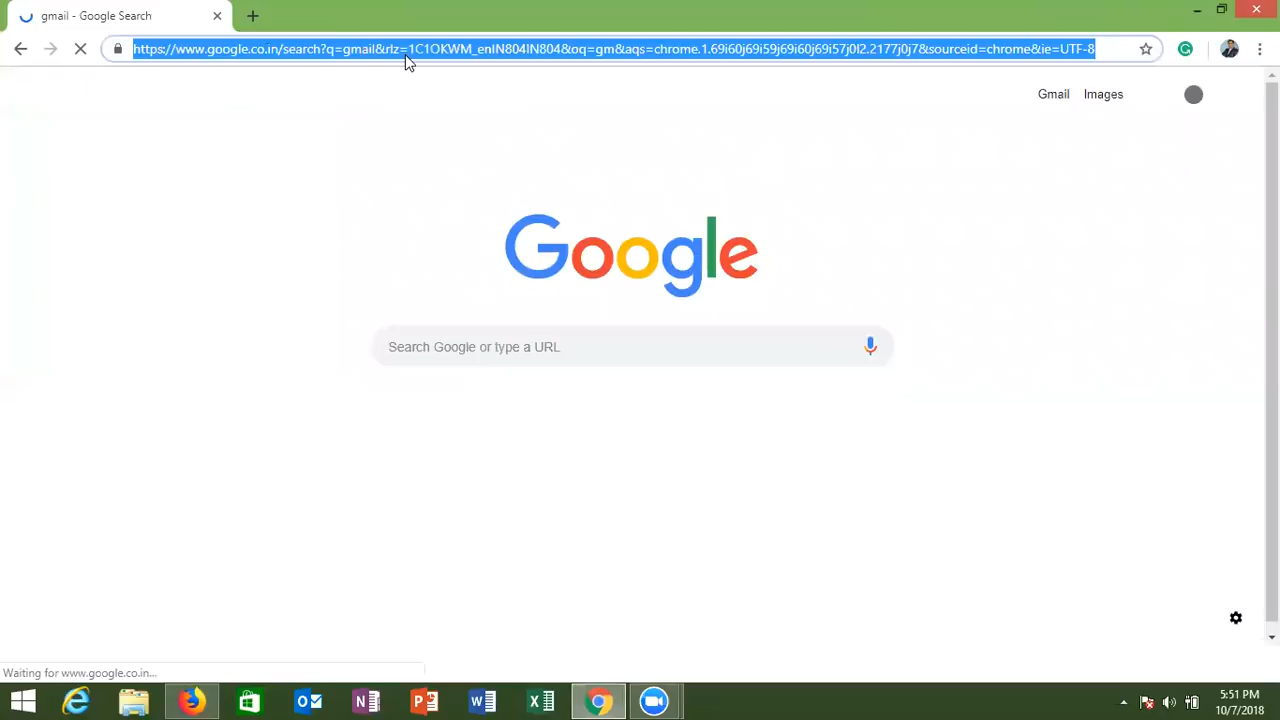 gmail - Google Search
https://www.google.co.in/search?q=gmail&rlz=1C1OKWM_enIN804IN804&oq=gm&aqs=chrome.1.69i60j69i59j69i60j69i57j0l2.2177j0j7&sourceid=chrome&ie=UTF-8
Gmail Images
Google
Search Google or type a URL
Waiting for www.google.co.in...
5:51 PM
10/7/2018